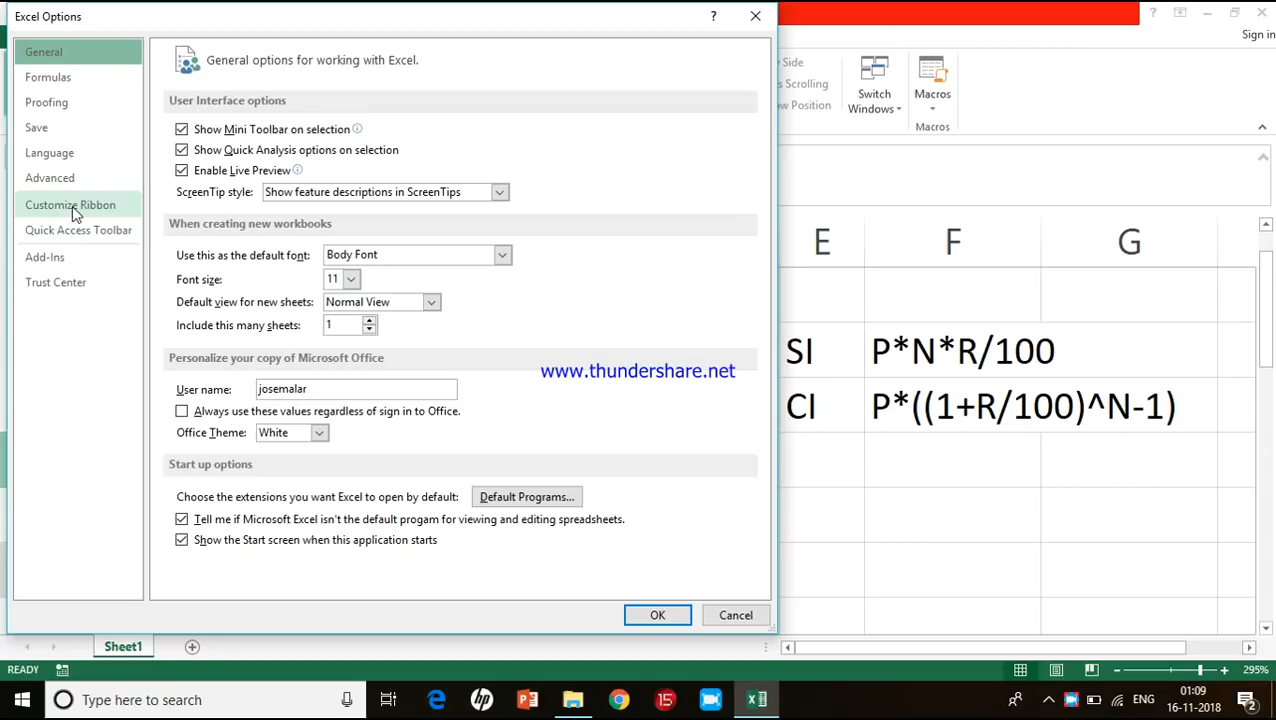 Excel Options
?
Sign in
General
Formulas
Proofing
Save
Language
Advanced
Customize Ribbon
Quick Access Toolbar
Add-Ins
Trust Center
General options for working with Excel.
User Interface options
Show Mini Toolbar on selection
Show Quick Analysis options on selection
Enable Live Preview
ScreenTip style: Show feature descriptions in ScreenTips
When creating new workbooks
Use this as the default font: Body Font
Font size: 11
Default view for new sheets: Normal View
Include this many sheets: 1
Personalize your copy of Microsoft Office
www.thundershare.net
User name: josemalar
Always use these values regardless of sign in to Office.
Office Theme: White
Start up options
Choose the extensions you want Excel to open by default: Default Programs...
Tell me if Microsoft Excel isn't the default progam for viewing and editing spreadsheets.
Show the Start screen when this application starts
OK Cancel
Side
Scrolling
Position
Switch
Windows
Macros
Macros
E F G
SI P*N*R/100
CI P*((1+R/100)^N-1)
Sheet1
READY
295%
Type here to search
hp
15
ENG
01:09
16-11-2018
2